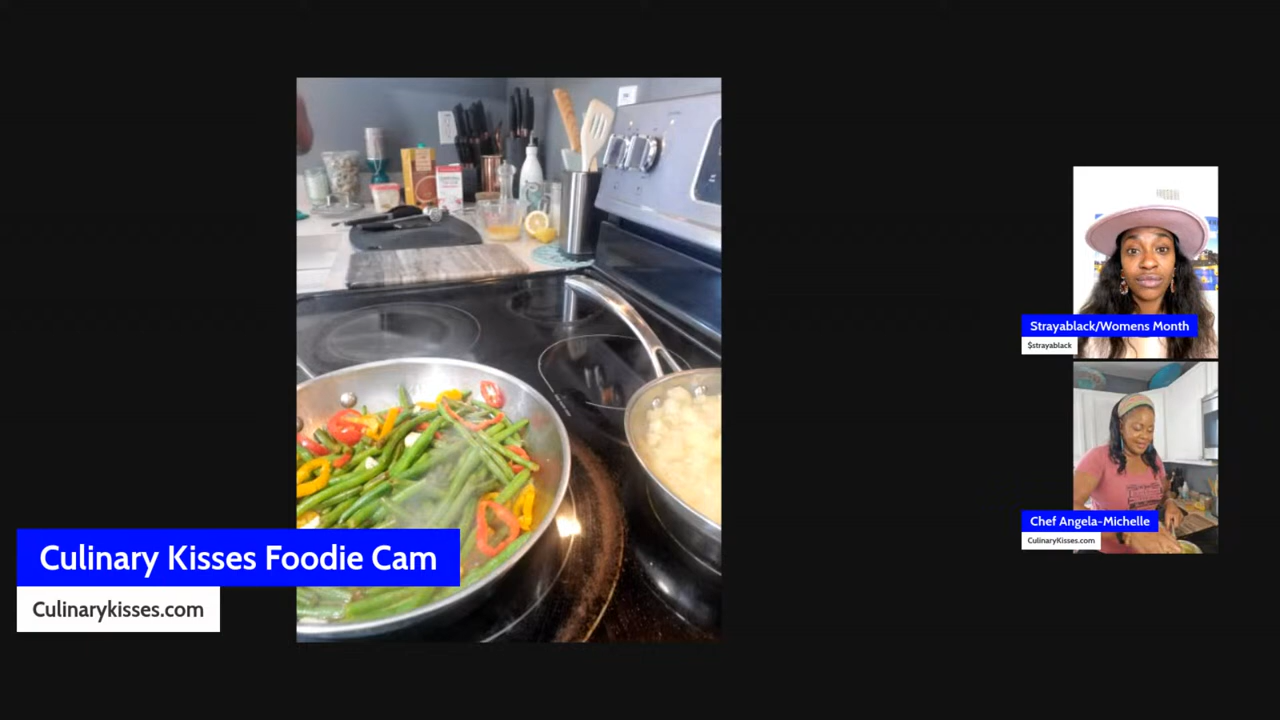 Strayablack/Womens Month
$strayablack
Chef Angela-Michelle
CulinaryKisses.com
Culinary Kisses Foodie Cam
Culinarykisses.com